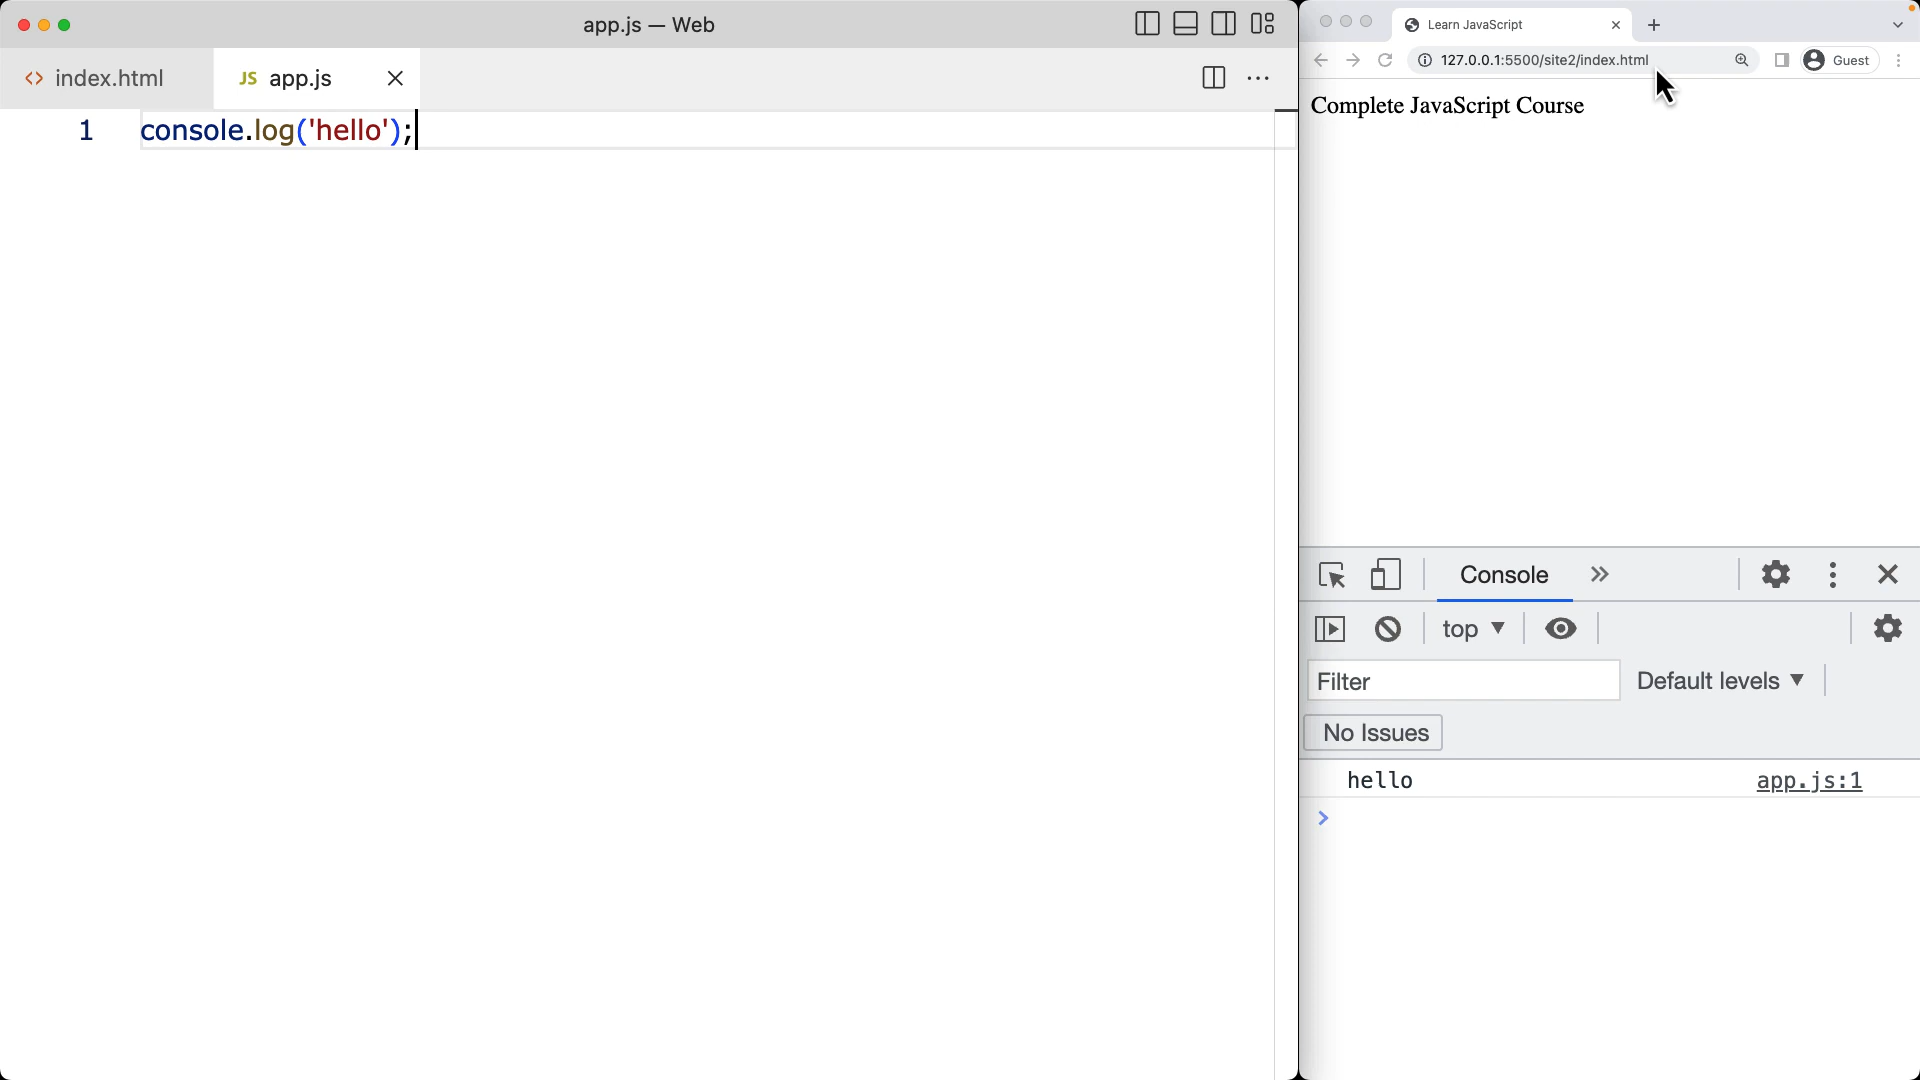 app.js — Web
index.html
JS app.js
1 console.log('hello');
Learn JavaScript
127.0.0.1:5500/site2/index.html
Guest
Complete JavaScript Course
Console
top
Filter
Default levels
No Issues
hello app.js:1